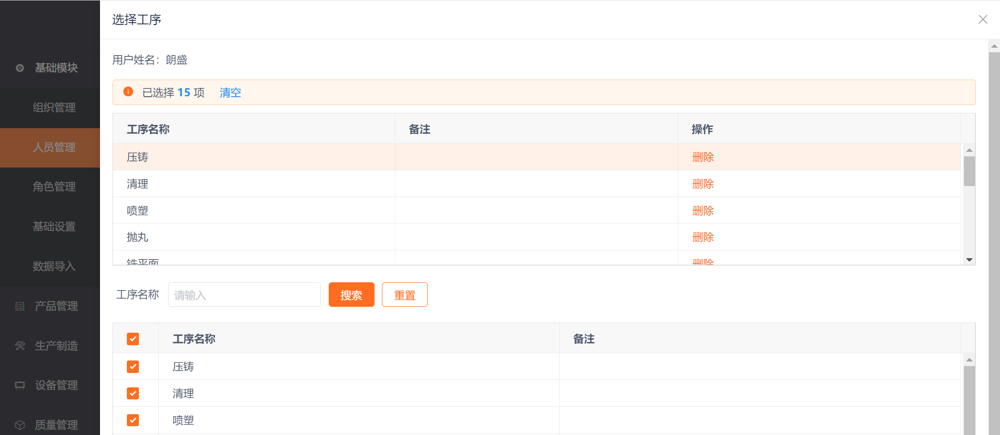 选择工序
基础模块
组织管理
人员管理
角色管理
基础设置
数据导入
产品管理
生产制造
设备管理
质量管理
用户姓名：朗盛
已选择 15 项 清空
工序名称 备注 操作
压铸 删除
清理 删除
喷塑 删除
抛丸 删除
铣平面 删除
工序名称 请输入 搜索 重置
工序名称 备注
压铸
清理
喷塑